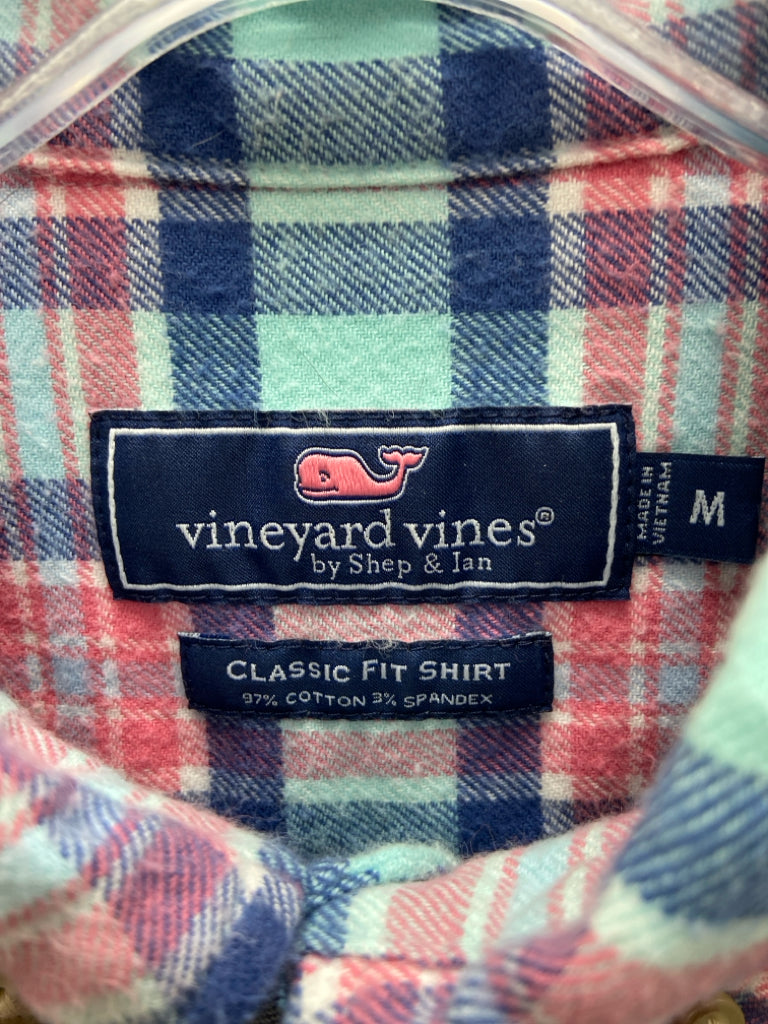 vineyard vines®
by Shep & Ian
MADE IN
VIETNAM
M
CLASSIC FIT SHIRT
97% COTTON 3% SPANDEX